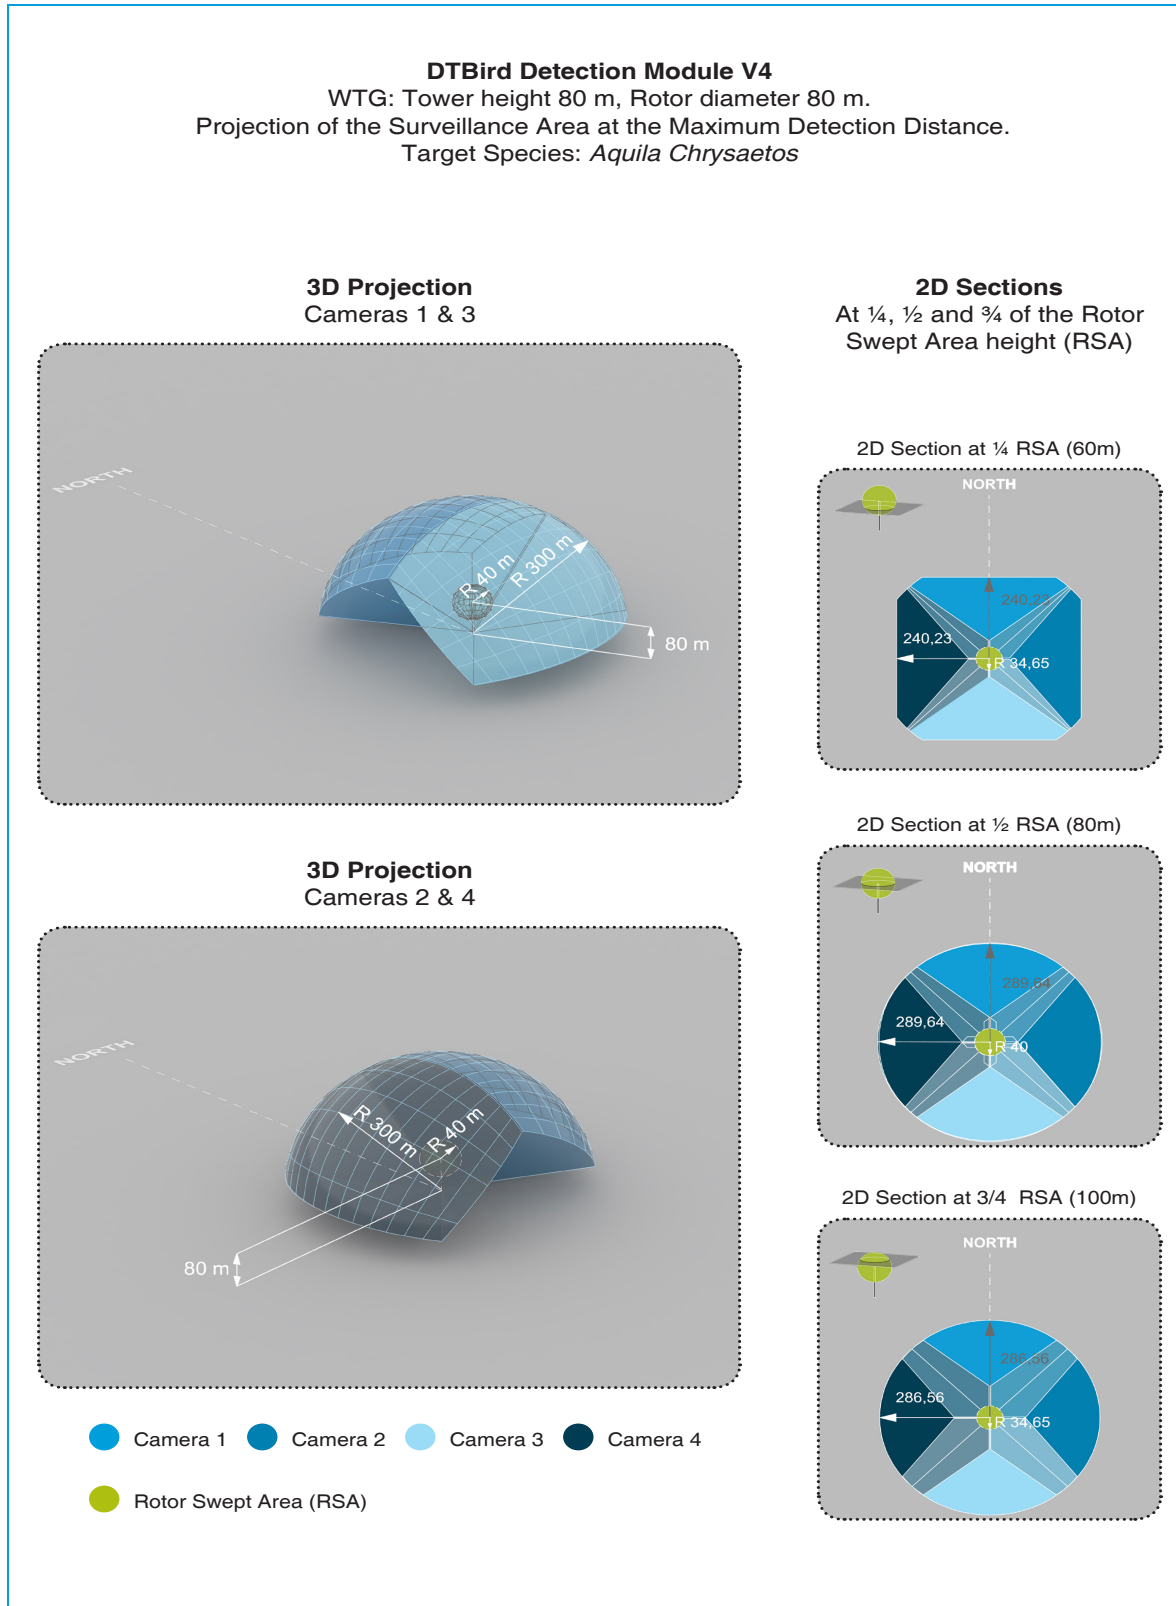 DTBird Detection Module V4
WTG: Tower height 80 m, Rotor diameter 80 m.
Projection of the Surveillance Area at the Maximum Detection Distance.
Target Species: Aquila Chrysaetos
3D Projection
Cameras 1 & 3
NORTH
R 40 m
R 300 m
80 m
3D Projection
Cameras 2 & 4
NORTH
R 300 m
R 40 m
80 m
Camera 1
Camera 2
Camera 3
Camera 4
Rotor Swept Area (RSA)
2D Sections
At ¼, ½ and ¾ of the Rotor
Swept Area height (RSA)
2D Section at ¼ RSA (60m)
NORTH
240,23
240,23
R 34,65
2D Section at ½ RSA (80m)
NORTH
289,64
289,64
R 40
2D Section at 3/4 RSA (100m)
NORTH
286,56
286,56
R 34,65